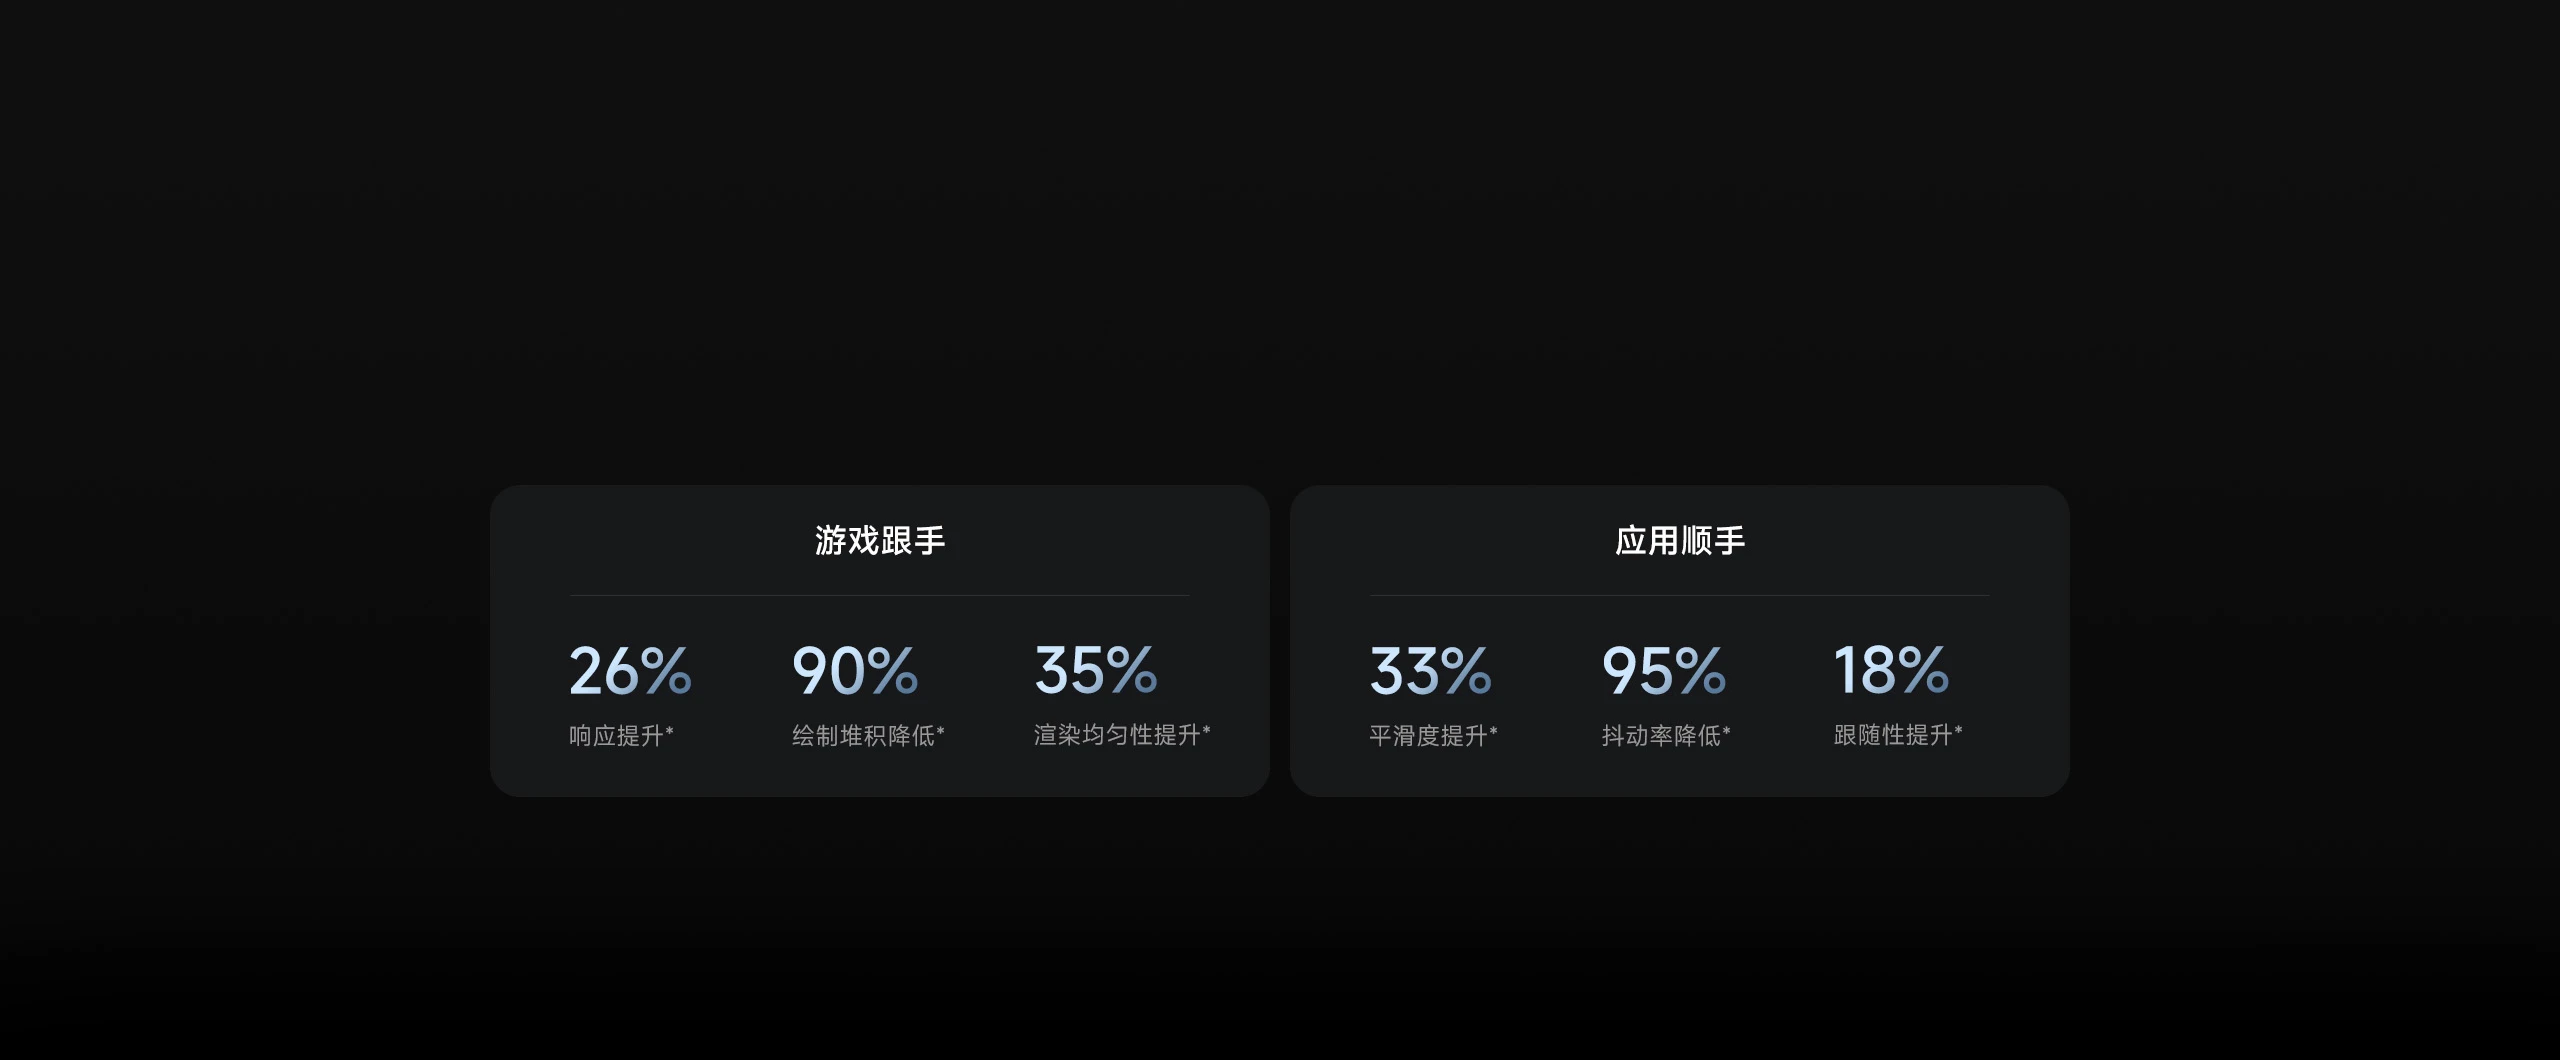 游戏跟手
26%
响应提升*
90%
绘制堆积降低*
35%
渲染均匀性提升*
应用顺手
33%
平滑度提升*
95%
抖动率降低*
18%
跟随性提升*